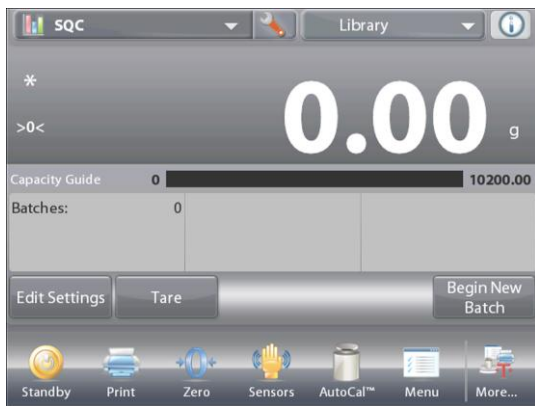 SQC Library
*
>0<
0.00 g
Capacity Guide 0 10200.00
Batches: 0
Edit Settings Tare Begin New
Batch
Standby Print Zero Sensors AutoCal™ Menu More...